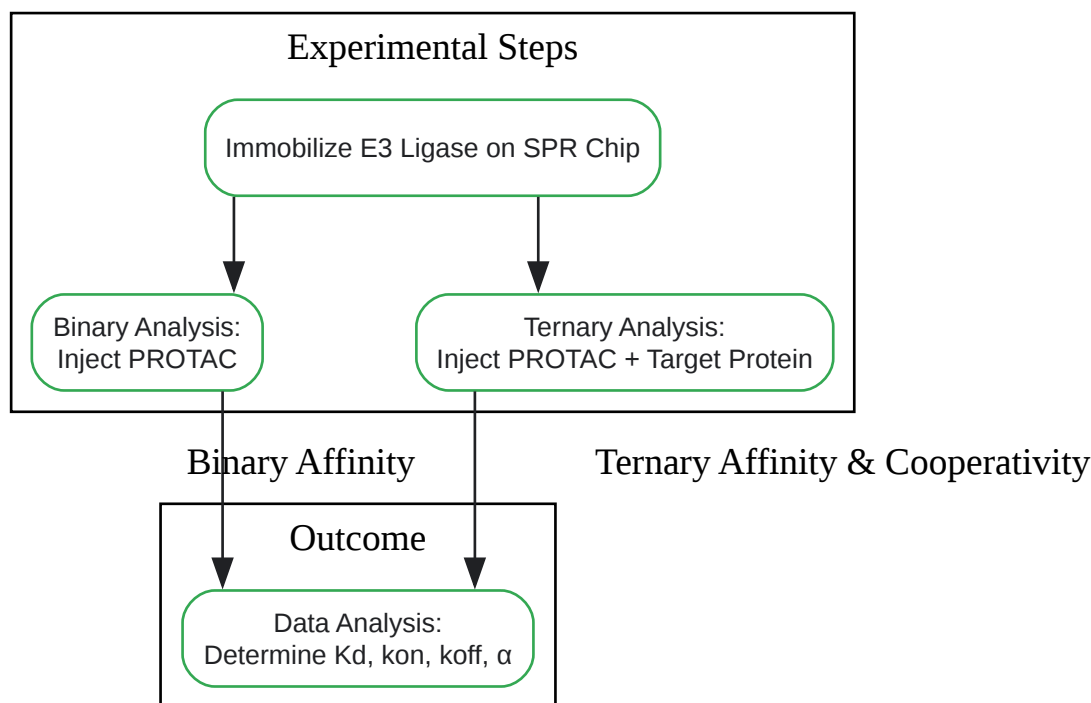 Experimental Steps
Immobilize E3 Ligase on SPR Chip
Binary Analysis:
Inject PROTAC
Ternary Analysis:
Inject PROTAC + Target Protein
Binary Affinity
Ternary Affinity & Cooperativity
Outcome
Data Analysis:
Determine Kd, kon, koff, α